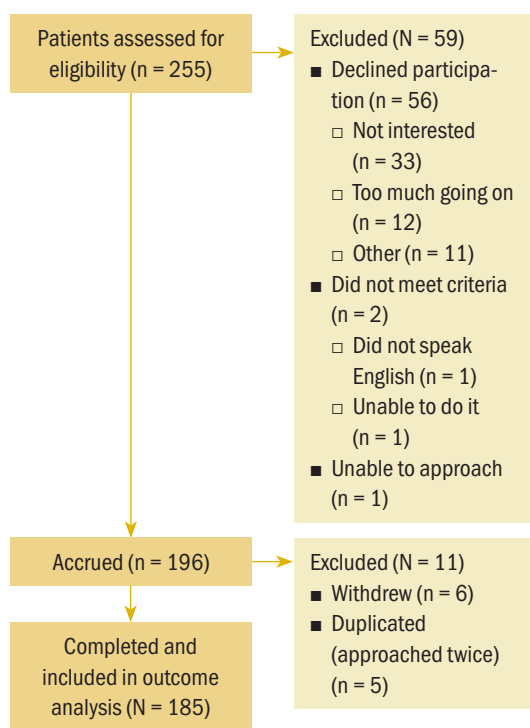 Patients assessed for
eligibility (n = 255)
Excluded (N = 59)
■ Declined participa-
tion (n = 56)
□ Not interested
(n = 33)
□ Too much going on
(n = 12)
□ Other (n = 11)
■ Did not meet criteria
(n = 2)
□ Did not speak
English (n = 1)
□ Unable to do it
(n = 1)
■ Unable to approach
(n = 1)
Accrued (n = 196)
Excluded (N = 11)
■ Withdrew (n = 6)
■ Duplicated
(approached twice)
(n = 5)
Completed and
included in outcome
analysis (N = 185)